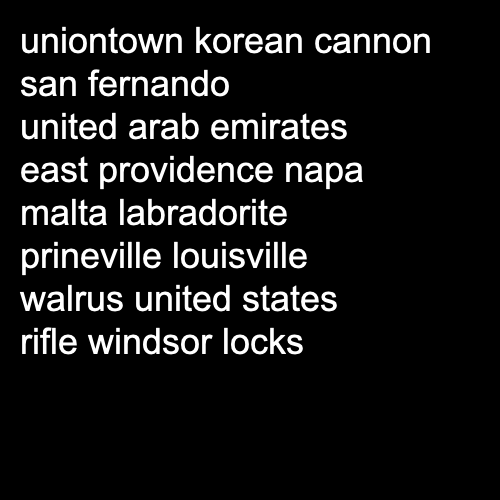 uniontown korean cannon
san fernando
united arab emirates
east providence napa
malta labradorite
prineville louisville
walrus united states
rifle windsor locks